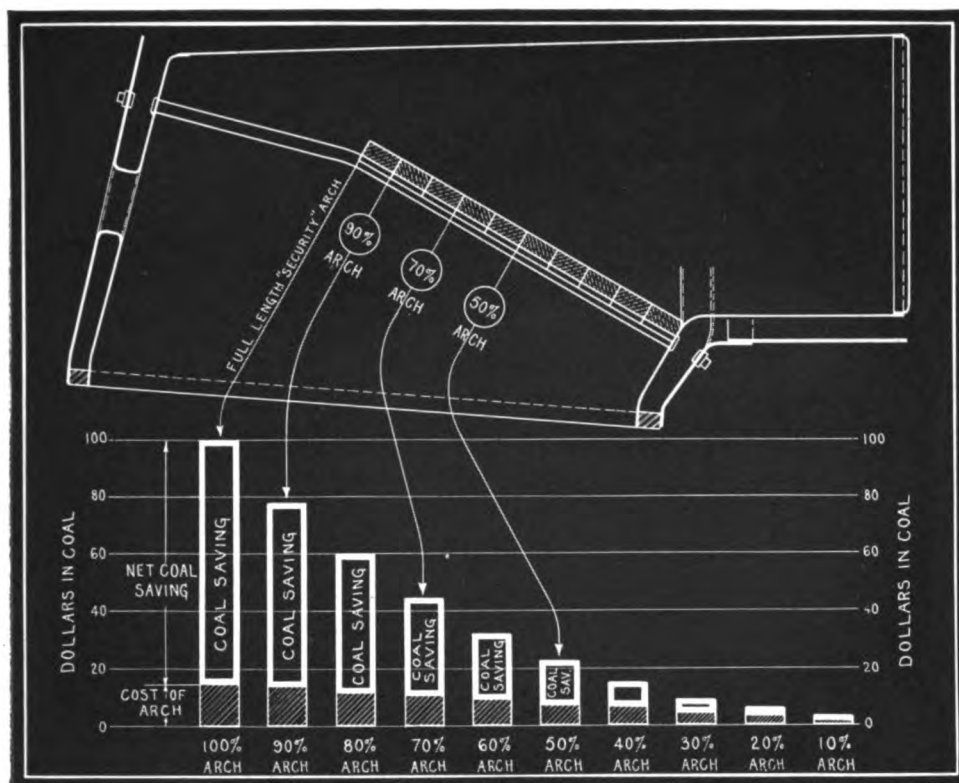 FULL LENGTH "SECURITY" ARCH
90%
ARCH
70%
ARCH
50%
ARCH
100
80
60
40
20
0
DOLLARS IN COAL
NET COAL
SAVING
COST OF
ARCH
COAL SAVING
COAL SAVING
COAL SAVING
COAL
SAVING
COAL
SAVING
COAL
SAV.
100
80
60
40
20
0
DOLLARS IN COAL
100%
ARCH
90%
ARCH
80%
ARCH
70%
ARCH
60%
ARCH
50%
ARCH
40%
ARCH
30%
ARCH
20%
ARCH
10%
ARCH